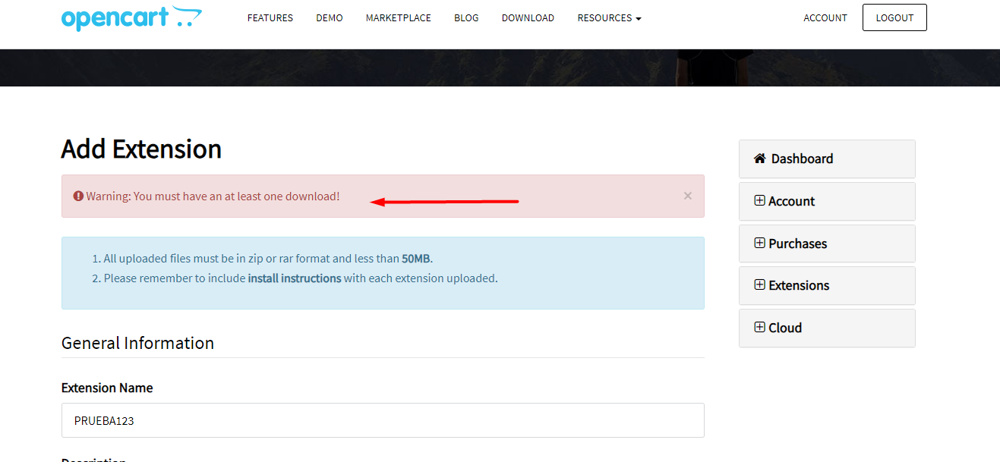 opencart
FEATURES DEMO MARKETPLACE BLOG DOWNLOAD RESOURCES ACCOUNT LOGOUT
Add Extension
Warning: You must have an at least one download! ×
1. All uploaded files must be in zip or rar format and less than 50MB.
2. Please remember to include install instructions with each extension uploaded.
General Information
Extension Name
PRUEBA123
Description
Dashboard
Account
Purchases
Extensions
Cloud